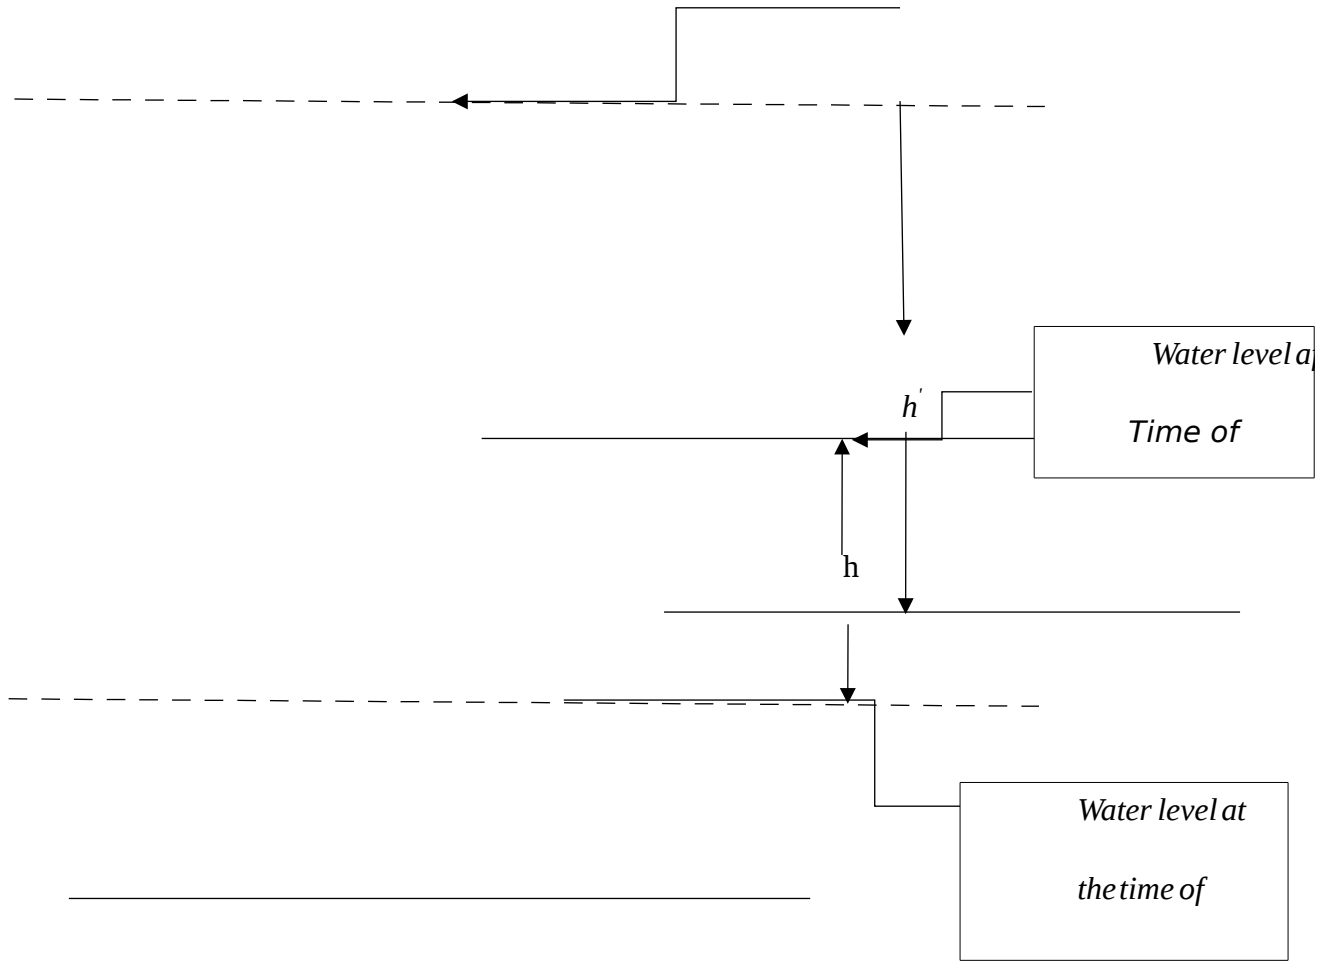 Water level
Time of
h'
h
Water level at
the time of